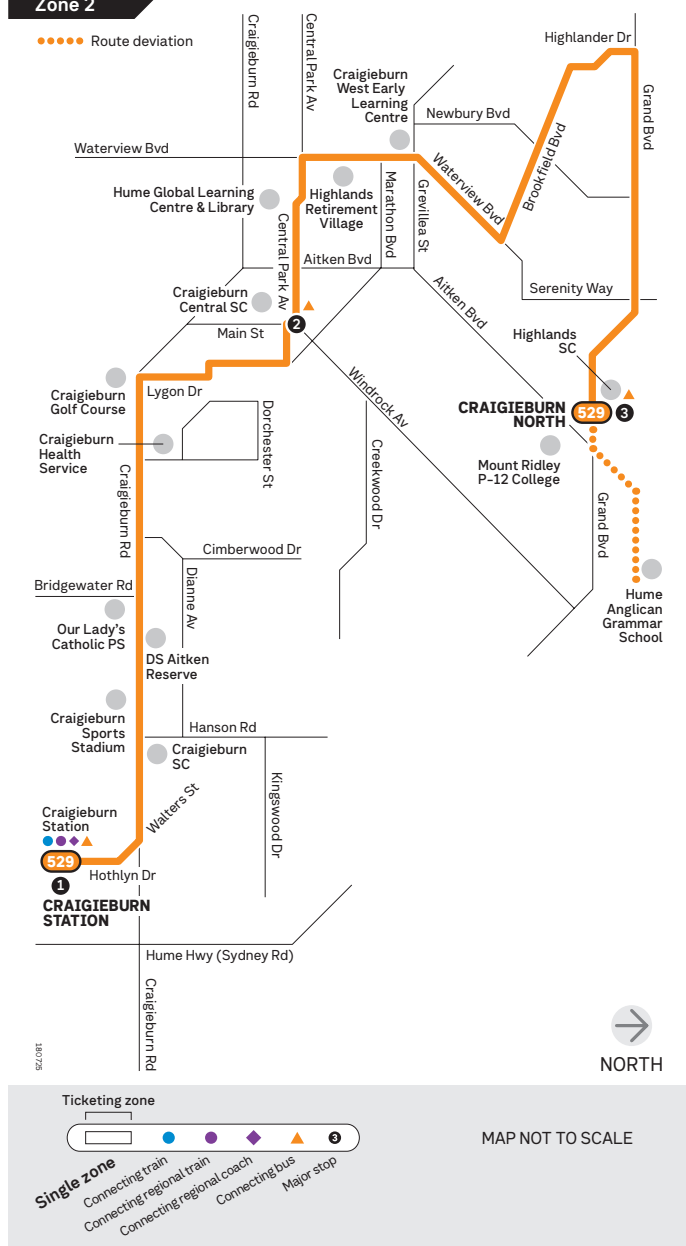 Zone 2
Route deviation
Craigieburn Rd
Central Park Av
Highlander Dr
Craigieburn
West Early
Learning
Centre
Grand Bvd
Newbury Bvd
Waterview Bvd
Brookfield Bvd
Waterview Bvd
Hume Global Learning
Centre & Library
Highlands
Retirement
Village
Marathon Bvd
Grevillea St
Central Park Av
Aitken Bvd
Aitken Bvd
Serenity Way
Craigieburn
Central SC
Main St
2
Highlands
SC
Craigieburn
Golf Course
Lygon Dr
Windrock Av
CRAIGIEBURN
NORTH
529
3
Craigieburn
Health
Service
Dorchester St
Creekwood Dr
Mount Ridley
P-12 College
Craigieburn Rd
Grand Bvd
Cimberwood Dr
Bridgewater Rd
Dianne Av
Hume
Anglican
Grammar
School
Our Lady's
Catholic PS
DS Aitken
Reserve
Craigieburn
Sports
Stadium
Hanson Rd
Craigieburn
SC
Kingswood Dr
Walters St
Craigieburn
Station
529
Hothlyn Dr
1
CRAIGIEBURN
STATION
Hume Hwy (Sydney Rd)
Craigieburn Rd
180725
NORTH
Ticketing zone
3
MAP NOT TO SCALE
Single zone
Connecting train
Connecting regional train
Connecting regional coach
Connecting bus
Major stop